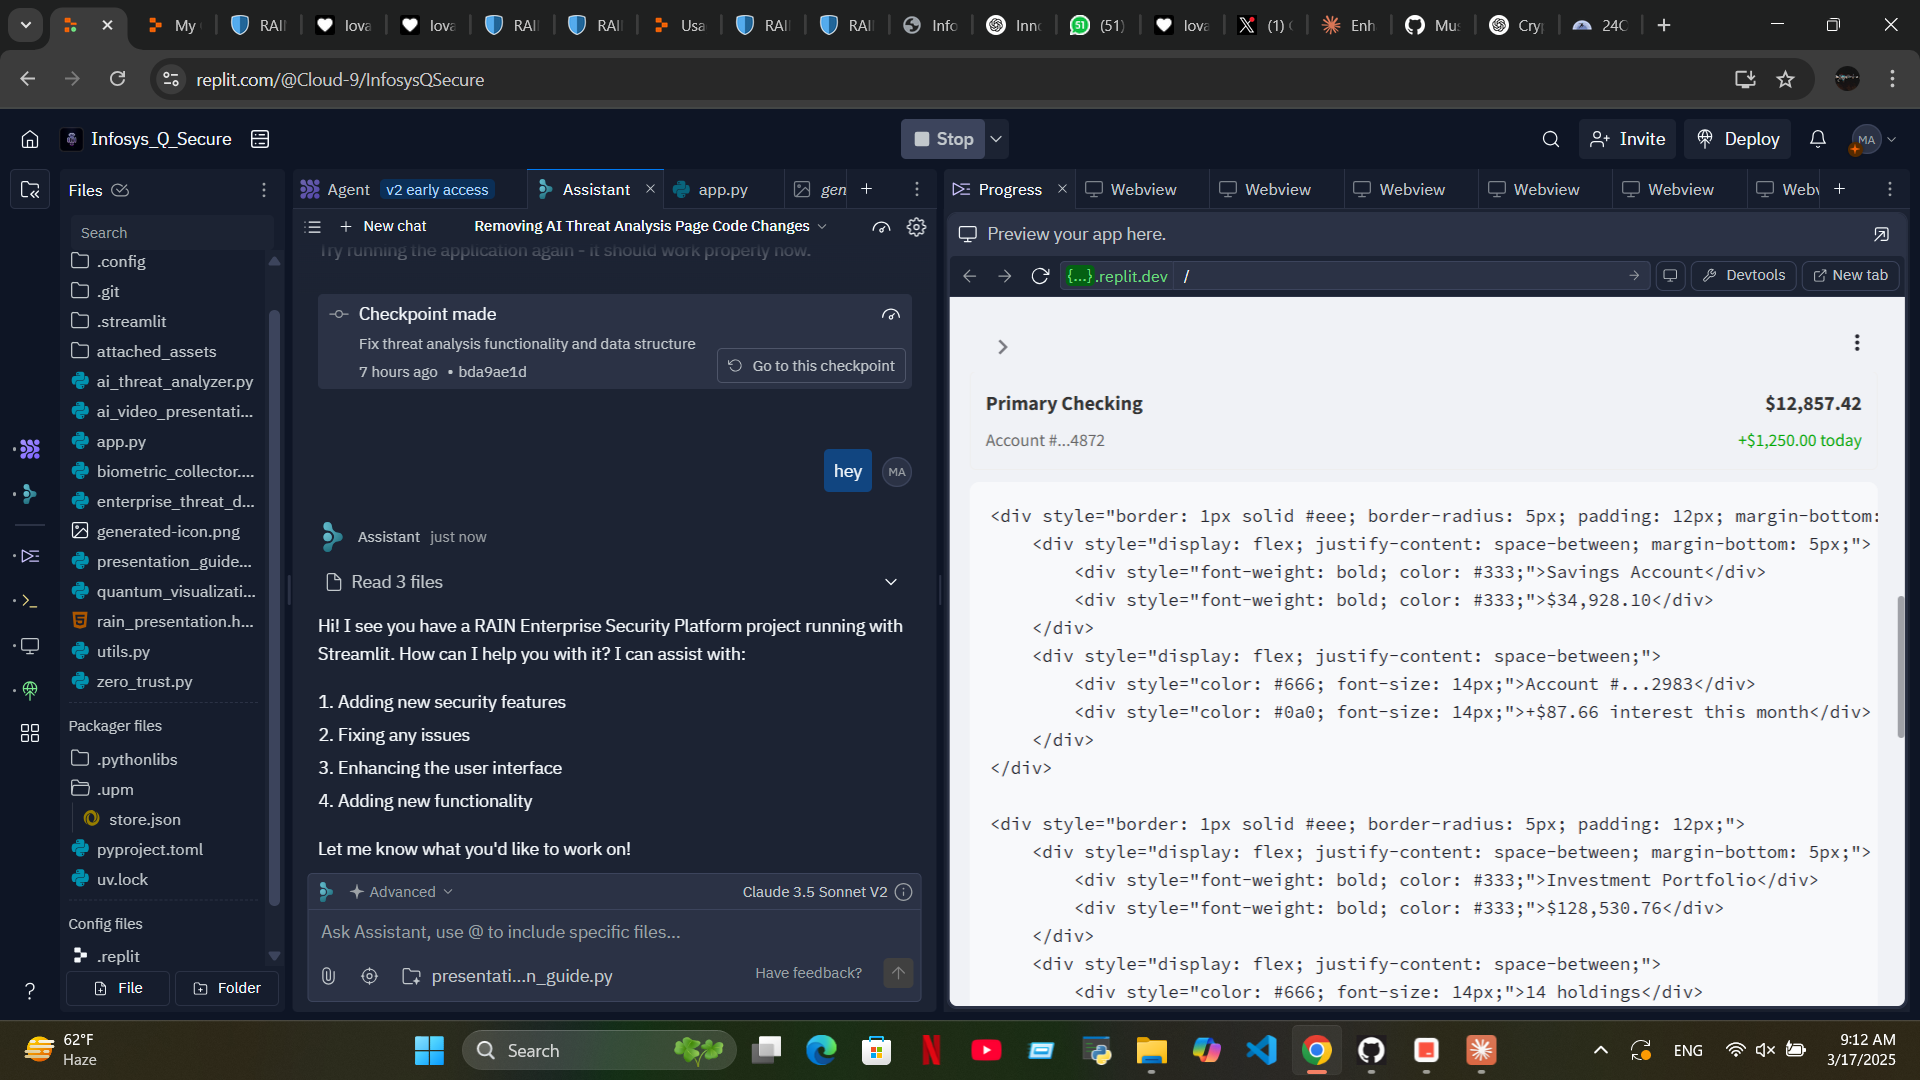 My
RAIN
lova
lova
RAI
RAI
Usa
RAI
RAI
Info
Inno
(51)
lova
(1)
Enh
Mus
Cry
24C
replit.com/@Cloud-9/InfosysQSecure
Infosys_Q_Secure
Stop
Invite
Deploy
MA
Files
Search
.config
.git
.streamlit
attached_assets
ai_threat_analyzer.py
ai_video_presentati...
app.py
biometric_collector....
enterprise_threat_d...
generated-icon.png
presentation_guide...
quantum_visualizati...
rain_presentation.h...
utils.py
zero_trust.py
Packager files
.pythonlibs
.upm
store.json
pyproject.toml
uv.lock
Config files
.replit
File
Folder
Agent
v2 early access
Assistant
app.py
gen
New chat
Removing AI Threat Analysis Page Code Changes
Try running the application again - it should work properly now.
Checkpoint made
Fix threat analysis functionality and data structure
7 hours ago • bda9ae1d
Go to this checkpoint
hey
MA
Assistant just now
Read 3 files
Hi! I see you have a RAIN Enterprise Security Platform project running with
Streamlit. How can I help you with it? I can assist with:
1. Adding new security features
2. Fixing any issues
3. Enhancing the user interface
4. Adding new functionality
Let me know what you'd like to work on!
Advanced
Claude 3.5 Sonnet V2
Ask Assistant, use @ to include specific files...
presentati...n_guide.py
Have feedback?
Progress
Webview
Webview
Webview
Webview
Webview
Webv
Preview your app here.
{...}.replit.dev /
Devtools
New tab
Primary Checking
$12,857.42
Account #...4872
+$1,250.00 today
<div style="border: 1px solid #eee; border-radius: 5px; padding: 12px; margin-bottom:
<div style="display: flex; justify-content: space-between; margin-bottom: 5px;">
<div style="font-weight: bold; color: #333;">Savings Account</div>
<div style="font-weight: bold; color: #333;">$34,928.10</div>
</div>
<div style="display: flex; justify-content: space-between;">
<div style="color: #666; font-size: 14px;">Account #...2983</div>
<div style="color: #0a0; font-size: 14px;">+$87.66 interest this month</div>
</div>
</div>
<div style="border: 1px solid #eee; border-radius: 5px; padding: 12px;">
<div style="display: flex; justify-content: space-between; margin-bottom: 5px;">
<div style="font-weight: bold; color: #333;">Investment Portfolio</div>
<div style="font-weight: bold; color: #333;">$128,530.76</div>
</div>
<div style="display: flex; justify-content: space-between;">
<div style="color: #666; font-size: 14px;">14 holdings</div>
62°F
Haze
Search
ENG
9:12 AM
3/17/2025